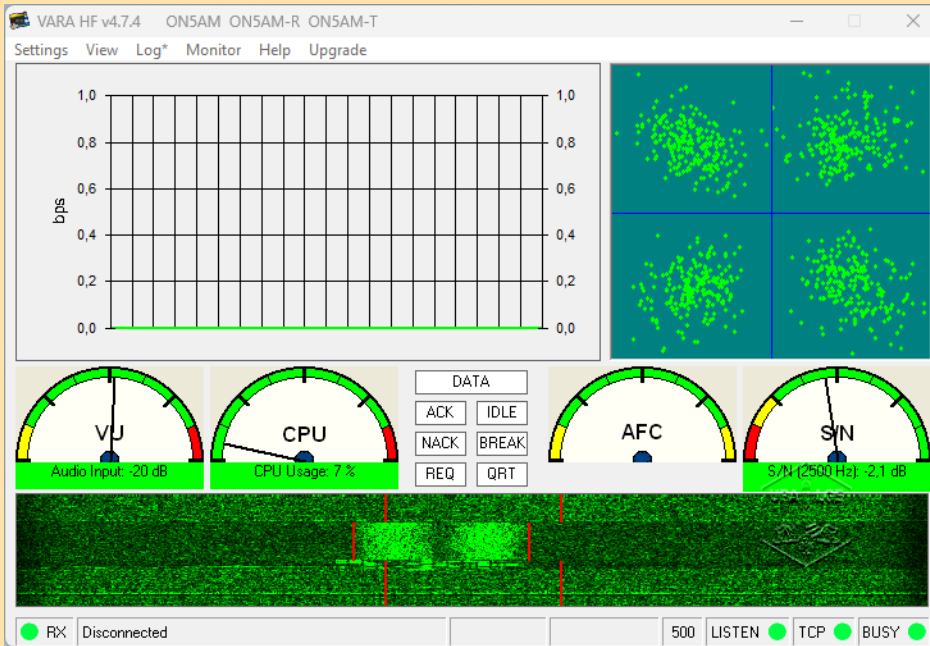 VARA HF v4.7.4 ON5AM ON5AM-R ON5AM-T
Settings View Log* Monitor Help Upgrade
1,0 1,0
0,8 0,8
0,6 0,6
bps
0,4 0,4
0,2 0,2
0,0 0,0
DATA
ACK IDLE
NACK BREAK
REQ QRT
VU
Audio Input: -20 dB
CPU
CPU Usage: 7 %
AFC
S/N
S/N (2500 Hz): -2,1 dB
RX Disconnected 500 LISTEN TCP BUSY